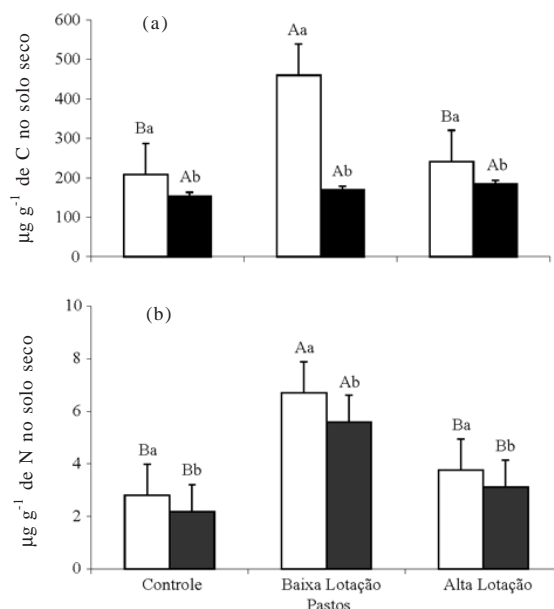 (a)
µg g-1 de C no solo seco
600
500
400
300
200
100
0
Ba
Ab
Aa
Ab
Ba
Ab
(b)
µg g-1 de N no solo seco
10
8
6
4
2
0
Ba
Bb
Aa
Ab
Ba
Bb
Controle
Baixa Lotação
Alta Lotação
Pastos